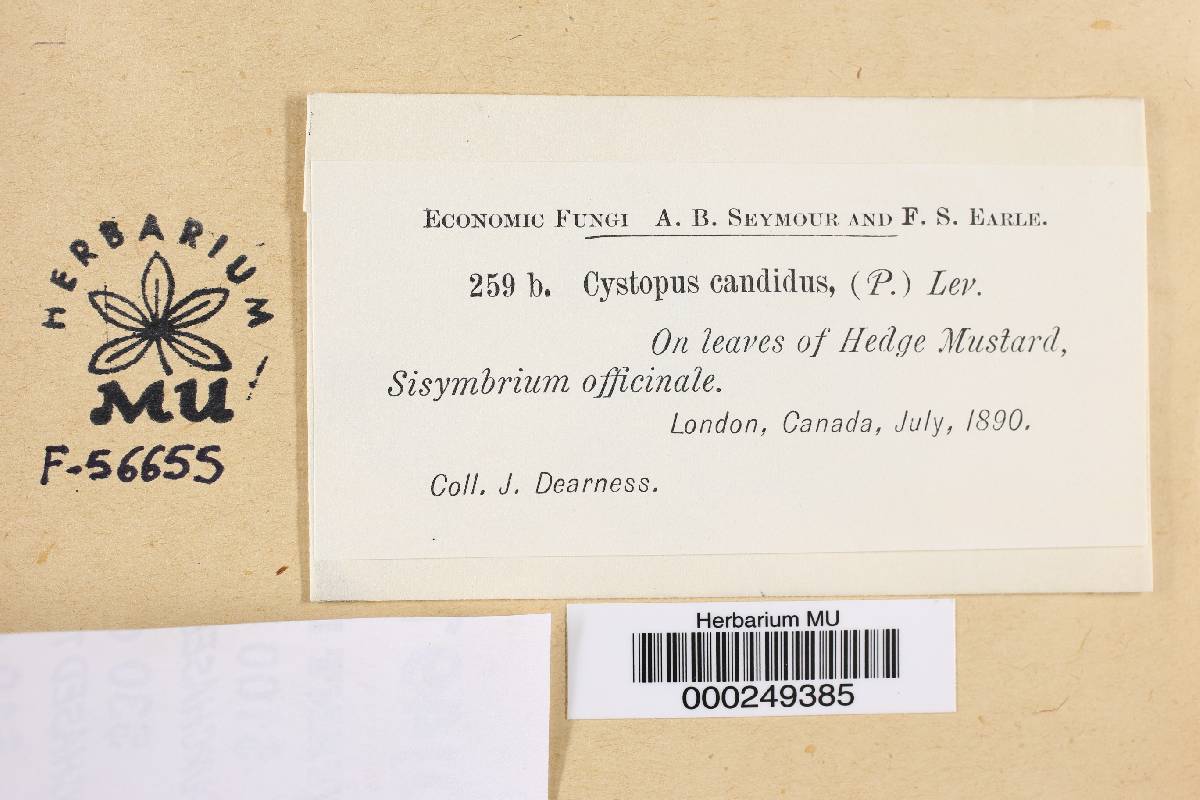 HERBARIUM
MU
F-56655
ECONOMIC FUNGI A. B. SEYMOUR AND F. S. EARLE.
259 b. Cystopus candidus, (P.) Lev.
On leaves of Hedge Mustard,
Sisymbrium officinale.
London, Canada, July, 1890.
Coll. J. Dearness.
Herbarium MU
000249385